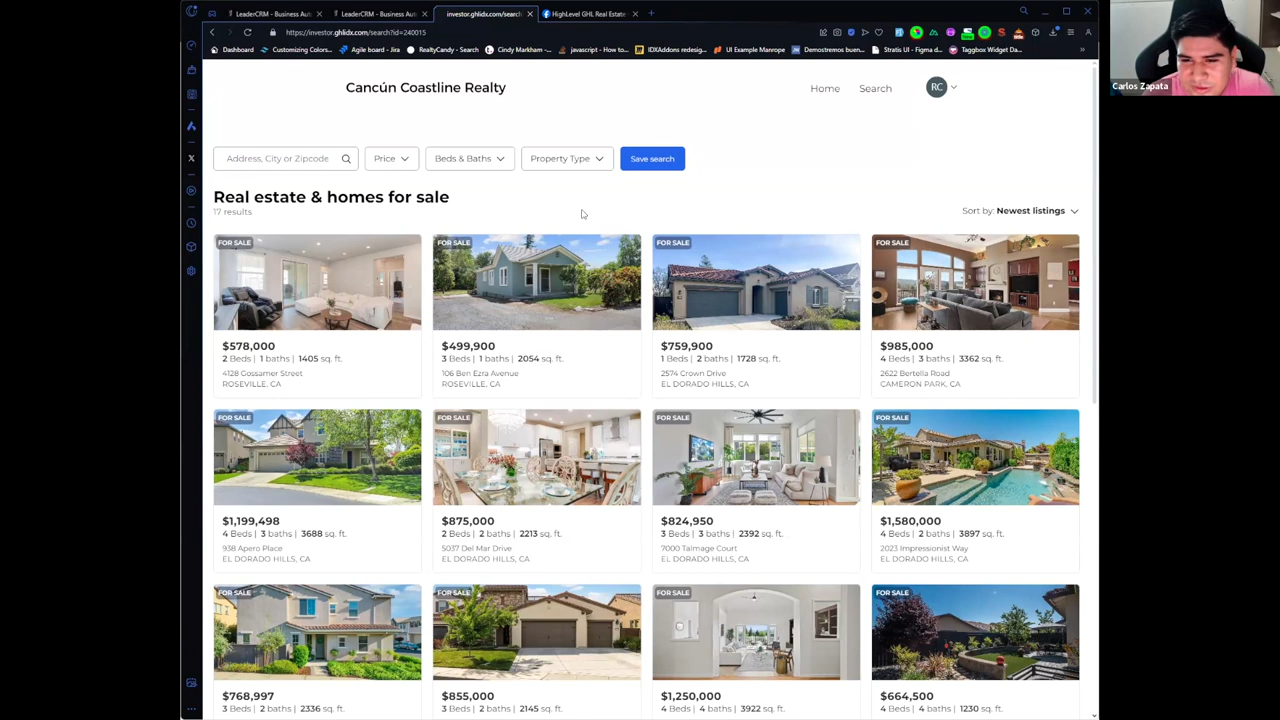 LeaderCRM - Business Aut
LeaderCRM - Business Aut
investor.ghlidx.com/search
HighLevel GHL Real Estate
https://investor.ghlidx.com/search?id=240015
Dashboard
Customizing Colors...
Agile board - Jira
RealtyCandy - Search
Cindy Markham -...
javascript - How to...
IDXAddons redesig...
UI Example Manrope
Demostremos buen...
Stratis UI - Figma d...
Taggbox Widget Da...
Carlos Zapata
Cancún Coastline Realty
Home
Search
RC
Address, City or Zipcode
Price
Beds & Baths
Property Type
Save search
Real estate & homes for sale
17 results
Sort by: Newest listings
FOR SALE
FOR SALE
FOR SALE
FOR SALE
$578,000
2 Beds | 1 baths | 1405 sq. ft.
4128 Gossamer Street
ROSEVILLE, CA
$499,900
3 Beds | 1 baths | 2054 sq. ft.
106 Ben Ezra Avenue
ROSEVILLE, CA
$759,900
1 Beds | 2 baths | 1728 sq. ft.
2574 Crown Drive
EL DORADO HILLS, CA
$985,000
4 Beds | 3 baths | 3362 sq. ft.
2622 Bertella Road
CAMERON PARK, CA
FOR SALE
FOR SALE
FOR SALE
FOR SALE
$1,199,498
4 Beds | 3 baths | 3688 sq. ft.
938 Apero Place
EL DORADO HILLS, CA
$875,000
2 Beds | 2 baths | 2213 sq. ft.
5037 Del Mar Drive
EL DORADO HILLS, CA
$824,950
3 Beds | 3 baths | 2392 sq. ft.
7000 Talmage Court
EL DORADO HILLS, CA
$1,580,000
4 Beds | 2 baths | 3897 sq. ft.
2023 Impressionist Way
EL DORADO HILLS, CA
FOR SALE
FOR SALE
FOR SALE
FOR SALE
$768,997
3 Beds | 2 baths | 2336 sq. ft.
$855,000
3 Beds | 2 baths | 2145 sq. ft.
$1,250,000
4 Beds | 4 baths | 3922 sq. ft.
$664,500
4 Beds | 4 baths | 1230 sq. ft.